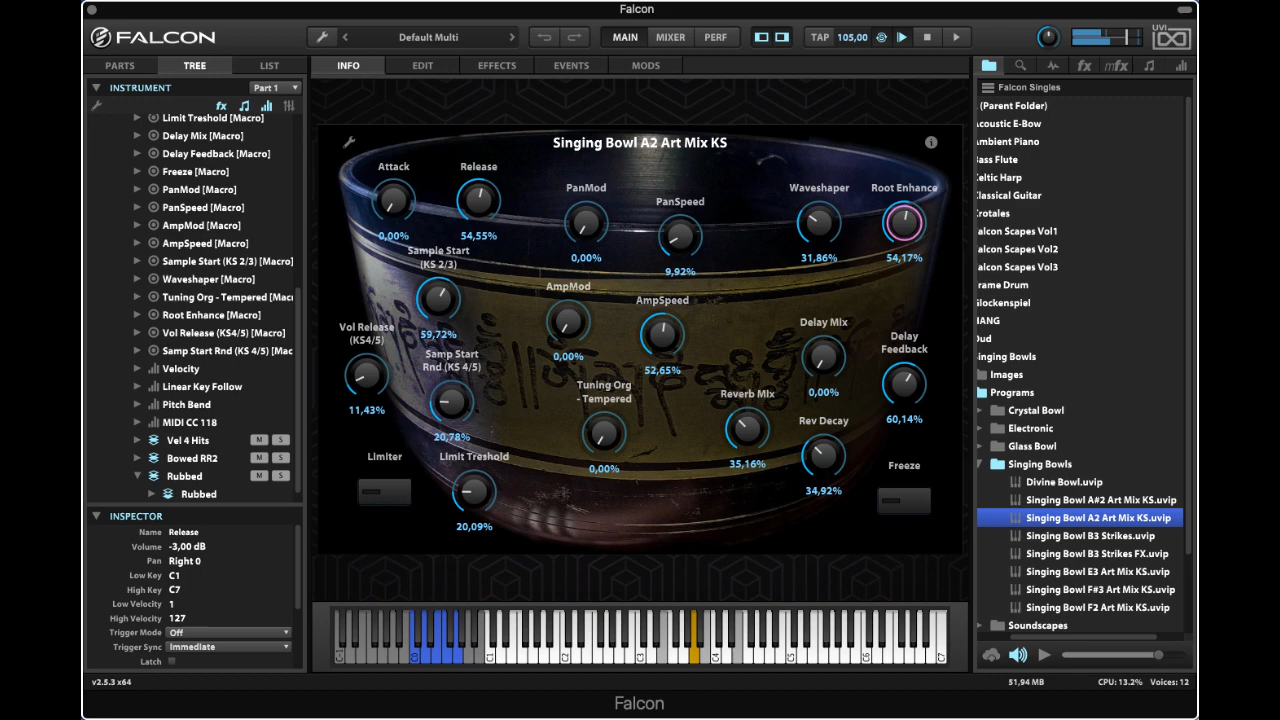 Falcon
FALCON
Default Multi
MAIN MIXER PERF
TAP 105,00
UVI
PARTS TREE LIST
INFO EDIT EFFECTS EVENTS MODS
fx mfx
INSTRUMENT Part 1
fx
Limit Treshold [Macro]
Delay Mix [Macro]
Delay Feedback [Macro]
Freeze [Macro]
PanMod [Macro]
PanSpeed [Macro]
AmpMod [Macro]
AmpSpeed [Macro]
Sample Start (KS 2/3) [Macro]
Waveshaper [Macro]
Tuning Org - Tempered [Macr
Root Enhance [Macro]
Vol Release (KS4/5) [Macro]
Samp Start Rnd (KS 4/5) [Mac
Velocity
Linear Key Follow
Pitch Bend
MIDI CC 118
Vel 4 Hits M S
Bowed RR2 M S
Rubbed M S
Rubbed
INSPECTOR
Name Release
Volume -3,00 dB
Pan Right 0
Low Key C1
High Key C7
Low Velocity 1
High Velocity 127
Trigger Mode Off
Trigger Sync Immediate
Latch
Singing Bowl A2 Art Mix KS
Attack
0,00%
Release
54,55%
PanMod
0,00%
PanSpeed
9,92%
Waveshaper
31,86%
Root Enhance
54,17%
Sample Start
(KS 2/3)
59,72%
AmpMod
0,00%
AmpSpeed
52,65%
Vol Release
(KS4/5)
11,43%
Samp Start
Rnd (KS 4/5)
20,78%
Delay Mix
0,00%
Delay
Feedback
60,14%
Tuning Org
- Tempered
0,00%
Reverb Mix
35,16%
Rev Decay
34,92%
Limiter
Limit Treshold
20,09%
Freeze
C-1 C0 C1 C2 C3 C4 C5 C6 C7
Falcon Singles
(Parent Folder)
Acoustic E-Bow
Ambient Piano
Bass Flute
Celtic Harp
Classical Guitar
Crotales
Falcon Scapes Vol1
Falcon Scapes Vol2
Falcon Scapes Vol3
Frame Drum
Glockenspiel
HANG
Oud
Singing Bowls
Images
Programs
Crystal Bowl
Electronic
Glass Bowl
Singing Bowls
Divine Bowl.uvip
Singing Bowl A#2 Art Mix KS.uvip
Singing Bowl A2 Art Mix KS.uvip
Singing Bowl B3 Strikes.uvip
Singing Bowl B3 Strikes FX.uvip
Singing Bowl E3 Art Mix KS.uvip
Singing Bowl F#3 Art Mix KS.uvip
Singing Bowl F2 Art Mix KS.uvip
Soundscapes
v2.5.3 x64
51,94 MB CPU: 13.2% Voices: 12
Falcon